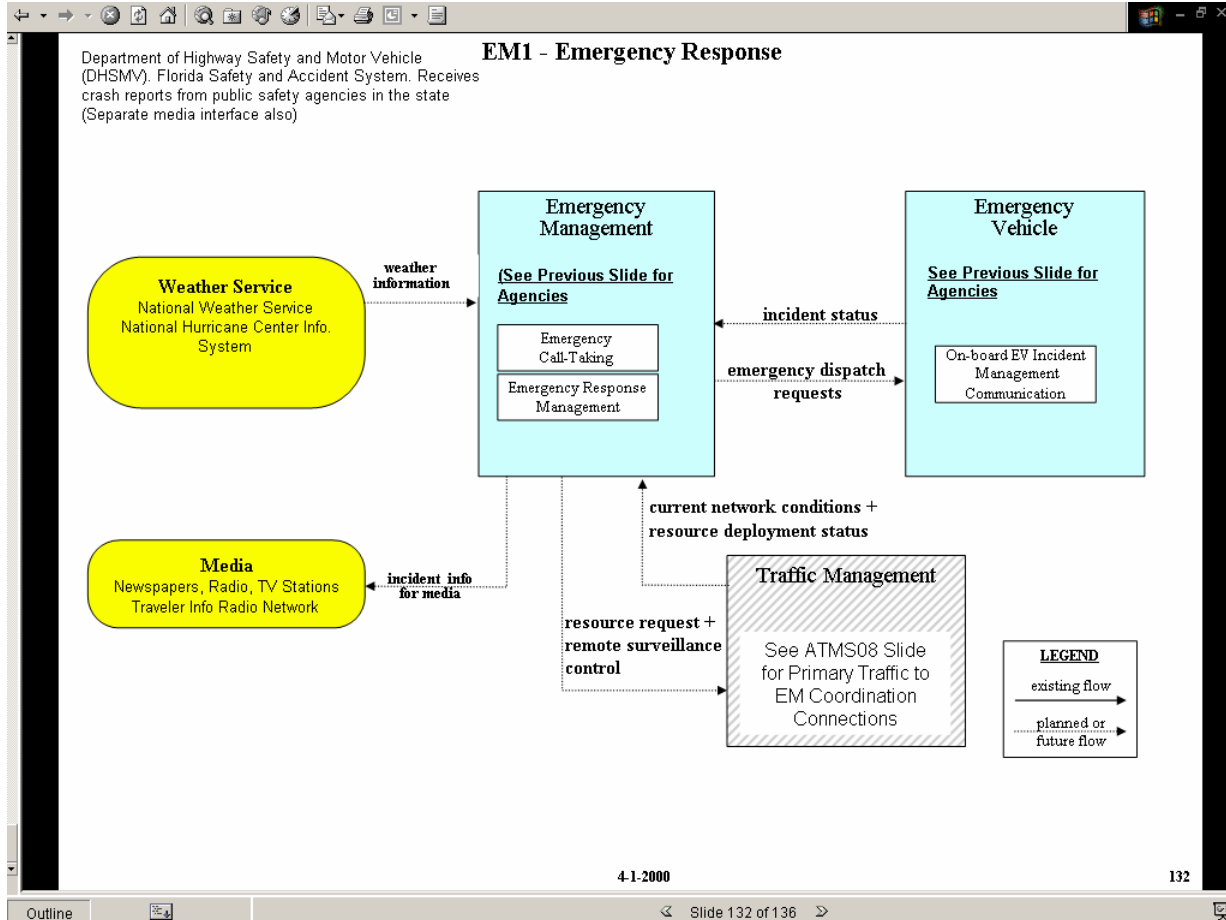 Department of Highway Safety and Motor Vehicle
(DHSMV). Florida Safety and Accident System. Receives
crash reports from public safety agencies in the state
(Separate media interface also)
EM1 - Emergency Response
Weather Service
National Weather Service
National Hurricane Center Info.
System
weather
information
Emergency
Management
(See Previous Slide for
Agencies
Emergency
Call-Taking
Emergency Response
Management
incident status
emergency dispatch
requests
Emergency
Vehicle
See Previous Slide for
Agencies
On-board EV Incident
Management
Communication
Media
Newspapers, Radio, TV Stations
Traveler Info Radio Network
incident info
for media
current network conditions +
resource deployment status
resource request +
remote surveillance
control
Traffic Management
See ATMS08 Slide
for Primary Traffic to
EM Coordination
Connections
LEGEND
existing flow
planned or
future flow
4-1-2000
132
Outline
Slide 132 of 136